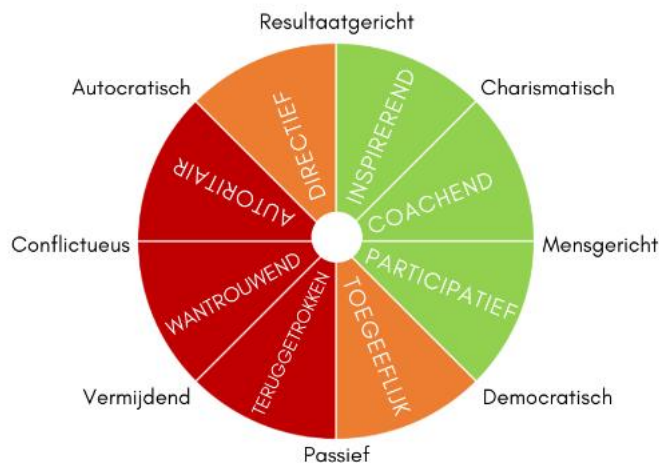 Resultaatgericht
Autocratisch
Charismatisch
DIRECTIEF
INSPIREREND
AUTORITAIR
COACHEND
Conflictueus
Mensgericht
WANTROUWEND
PARTICIPATIEF
TERUGGETROKKEN
TOEGEEFLIJK
Vermijdend
Democratisch
Passief